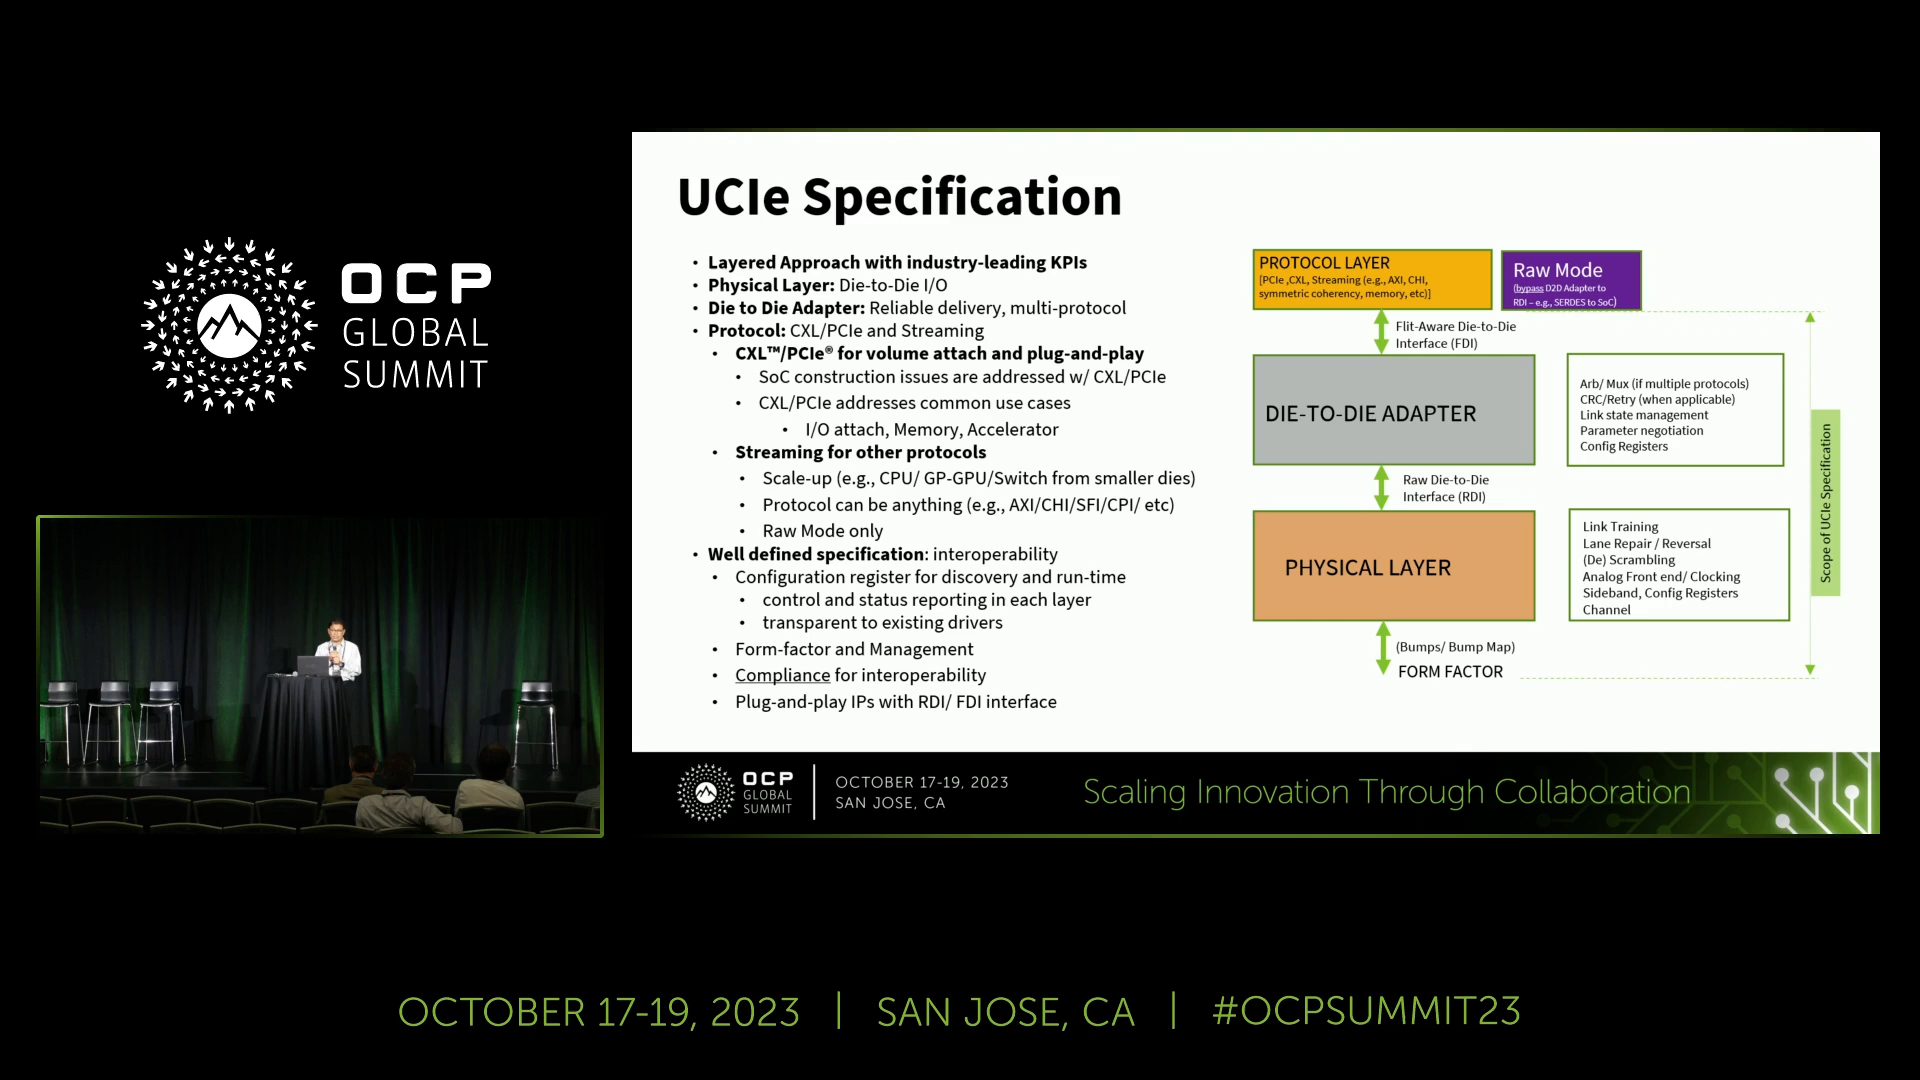 OCP
GLOBAL
SUMMIT
UCIe Specification
• Layered Approach with industry-leading KPIs
• Physical Layer: Die-to-Die I/O
• Die to Die Adapter: Reliable delivery, multi-protocol
• Protocol: CXL/PCIe and Streaming
• CXL™/PCIe® for volume attach and plug-and-play
• SoC construction issues are addressed w/ CXL/PCIe
• CXL/PCIe addresses common use cases
• I/O attach, Memory, Accelerator
• Streaming for other protocols
• Scale-up (e.g., CPU/ GP-GPU/Switch from smaller dies)
• Protocol can be anything (e.g., AXI/CHI/SFI/CPI/ etc)
• Raw Mode only
• Well defined specification: interoperability
• Configuration register for discovery and run-time
• control and status reporting in each layer
• transparent to existing drivers
• Form-factor and Management
• Compliance for interoperability
• Plug-and-play IPs with RDI/ FDI interface
PROTOCOL LAYER
[PCIe ,CXL, Streaming (e.g., AXI, CHI,
symmetric coherency, memory, etc)]
Raw Mode
(bypass D2D Adapter to
RDI – e.g., SERDES to SoC)
Flit-Aware Die-to-Die
Interface (FDI)
DIE-TO-DIE ADAPTER
Arb/ Mux (if multiple protocols)
CRC/Retry (when applicable)
Link state management
Parameter negotiation
Config Registers
Raw Die-to-Die
Interface (RDI)
PHYSICAL LAYER
Link Training
Lane Repair / Reversal
(De) Scrambling
Analog Front end/ Clocking
Sideband, Config Registers
Channel
(Bumps/ Bump Map)
FORM FACTOR
Scope of UCIe Specification
OCP
GLOBAL
SUMMIT
OCTOBER 17-19, 2023
SAN JOSE, CA
Scaling Innovation Through Collaboration
OCTOBER 17-19, 2023 | SAN JOSE, CA | #OCPSUMMIT23